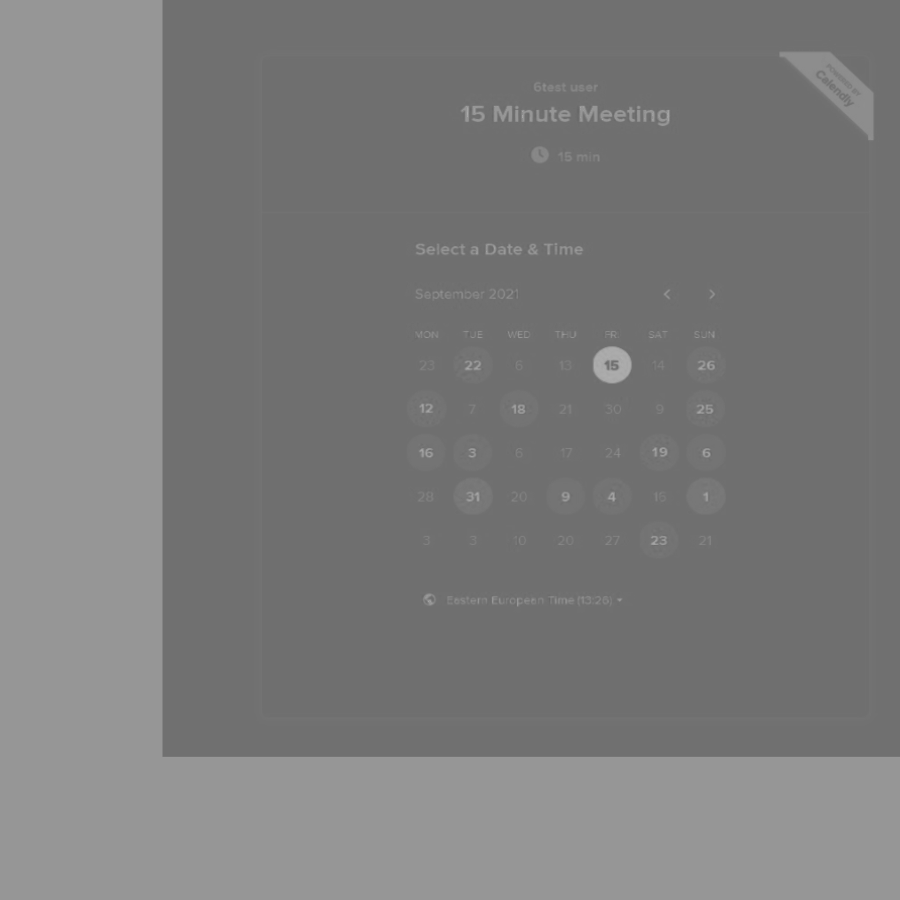 POWERED BY
Calendly
6test user
15 Minute Meeting
15 min
Select a Date & Time
September 2021
MON TUE WED THU FRI SAT SUN
23 22 13 15 14 26
12 7 18 21 30 9 25
16 3 17 24 19 6
28 31 20 9 4 15 1
3 3 10 20 27 23 21
Eastern European Time (13:26)